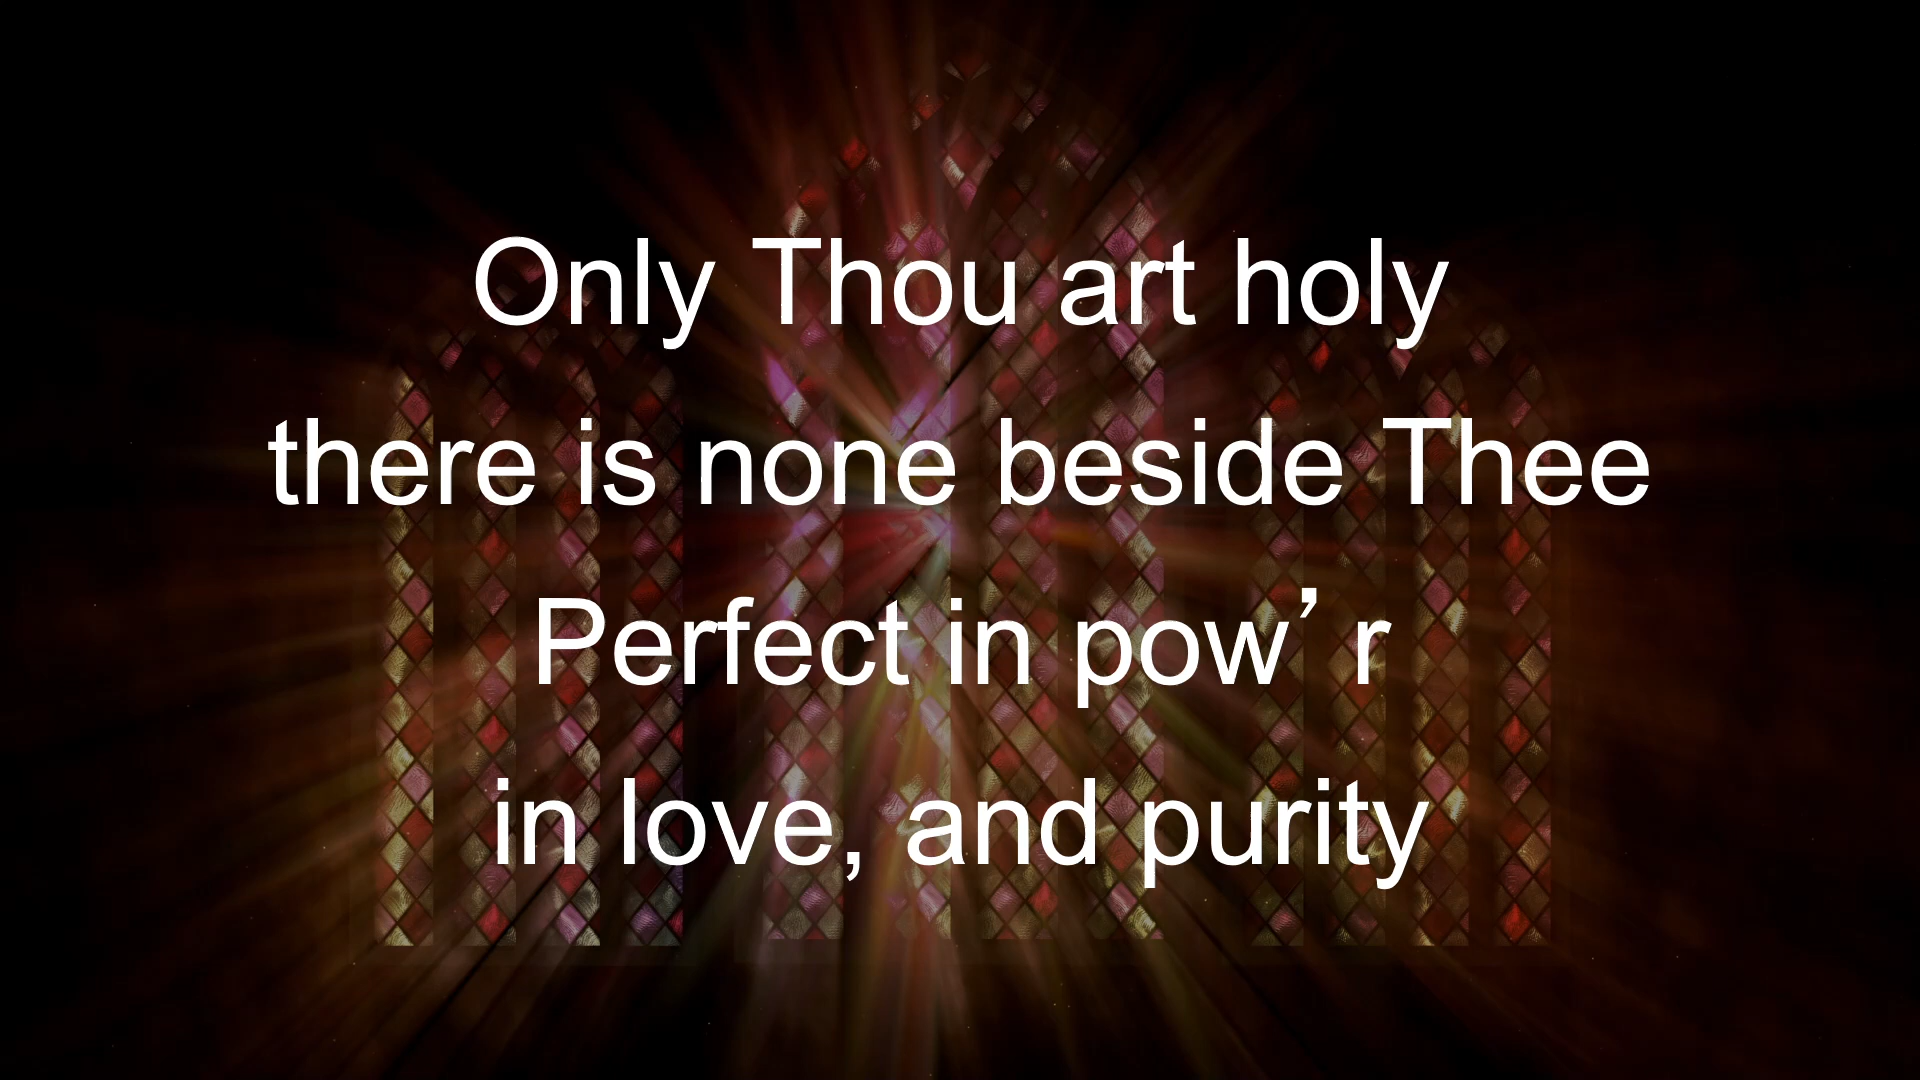 Only Thou art holy
there is none beside Thee
Perfect in pow’ r
in love, and purity